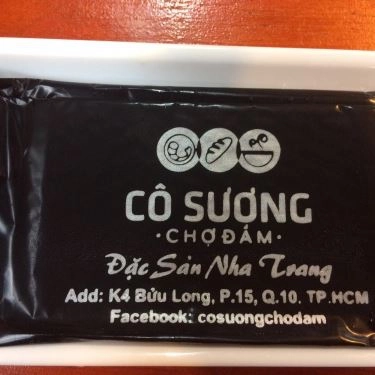 CÔ SƯƠNG
·CHỢ ĐẦM·
Đặc Sản Nha Trang
Add: K4 Bửu Long, P.15, Q.10. TP.HCM
Facebook: cosuongchodam